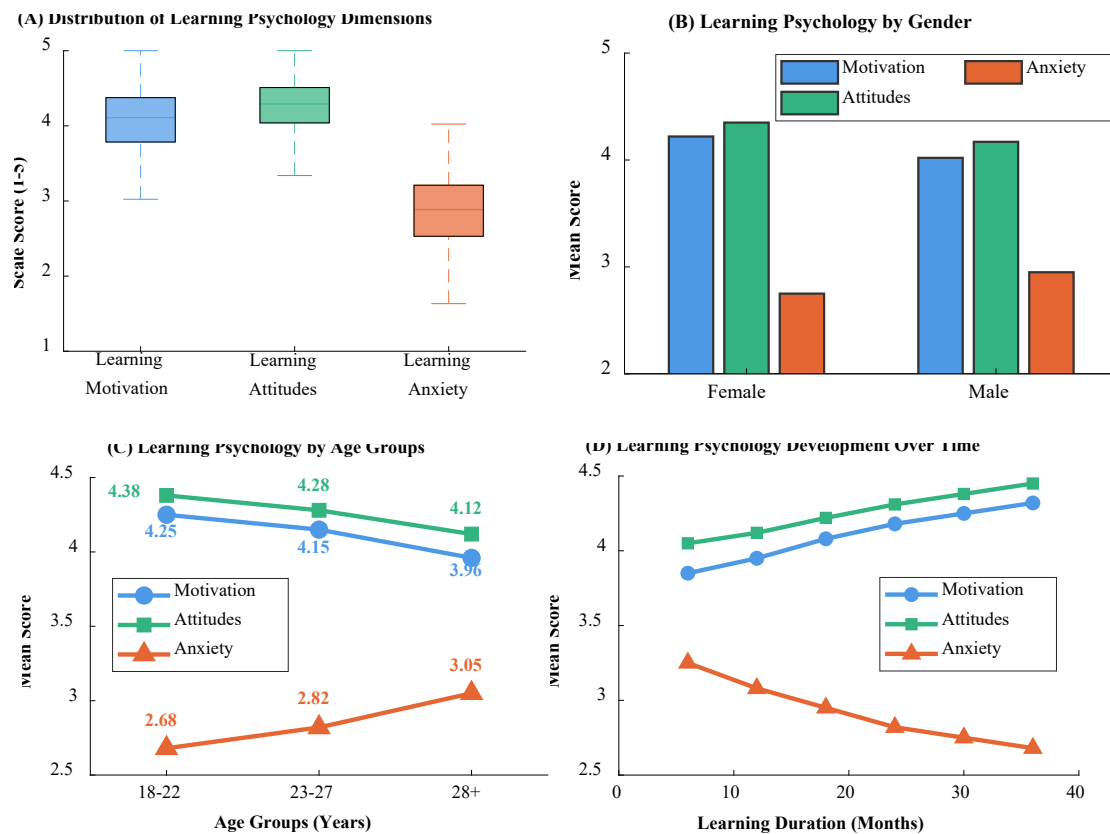 (A) Distribution of Learning Psychology Dimensions
5
4
3
2
1
Scale Score (1-5)
Learning
Motivation
Learning
Attitudes
Learning
Anxiety
(B) Learning Psychology by Gender
5
4
3
2
Mean Score
Motivation
Attitudes
Anxiety
Female
Male
(C) Learning Psychology by Age Groups
4.5
4
3.5
3
2.5
Mean Score
4.38
4.28
4.12
4.25
4.15
3.96
Motivation
Attitudes
Anxiety
2.68
2.82
3.05
18-22
23-27
28+
Age Groups (Years)
(D) Learning Psychology Development Over Time
4.5
4
3.5
3
2.5
Mean Score
Motivation
Attitudes
Anxiety
0
10
20
30
40
Learning Duration (Months)